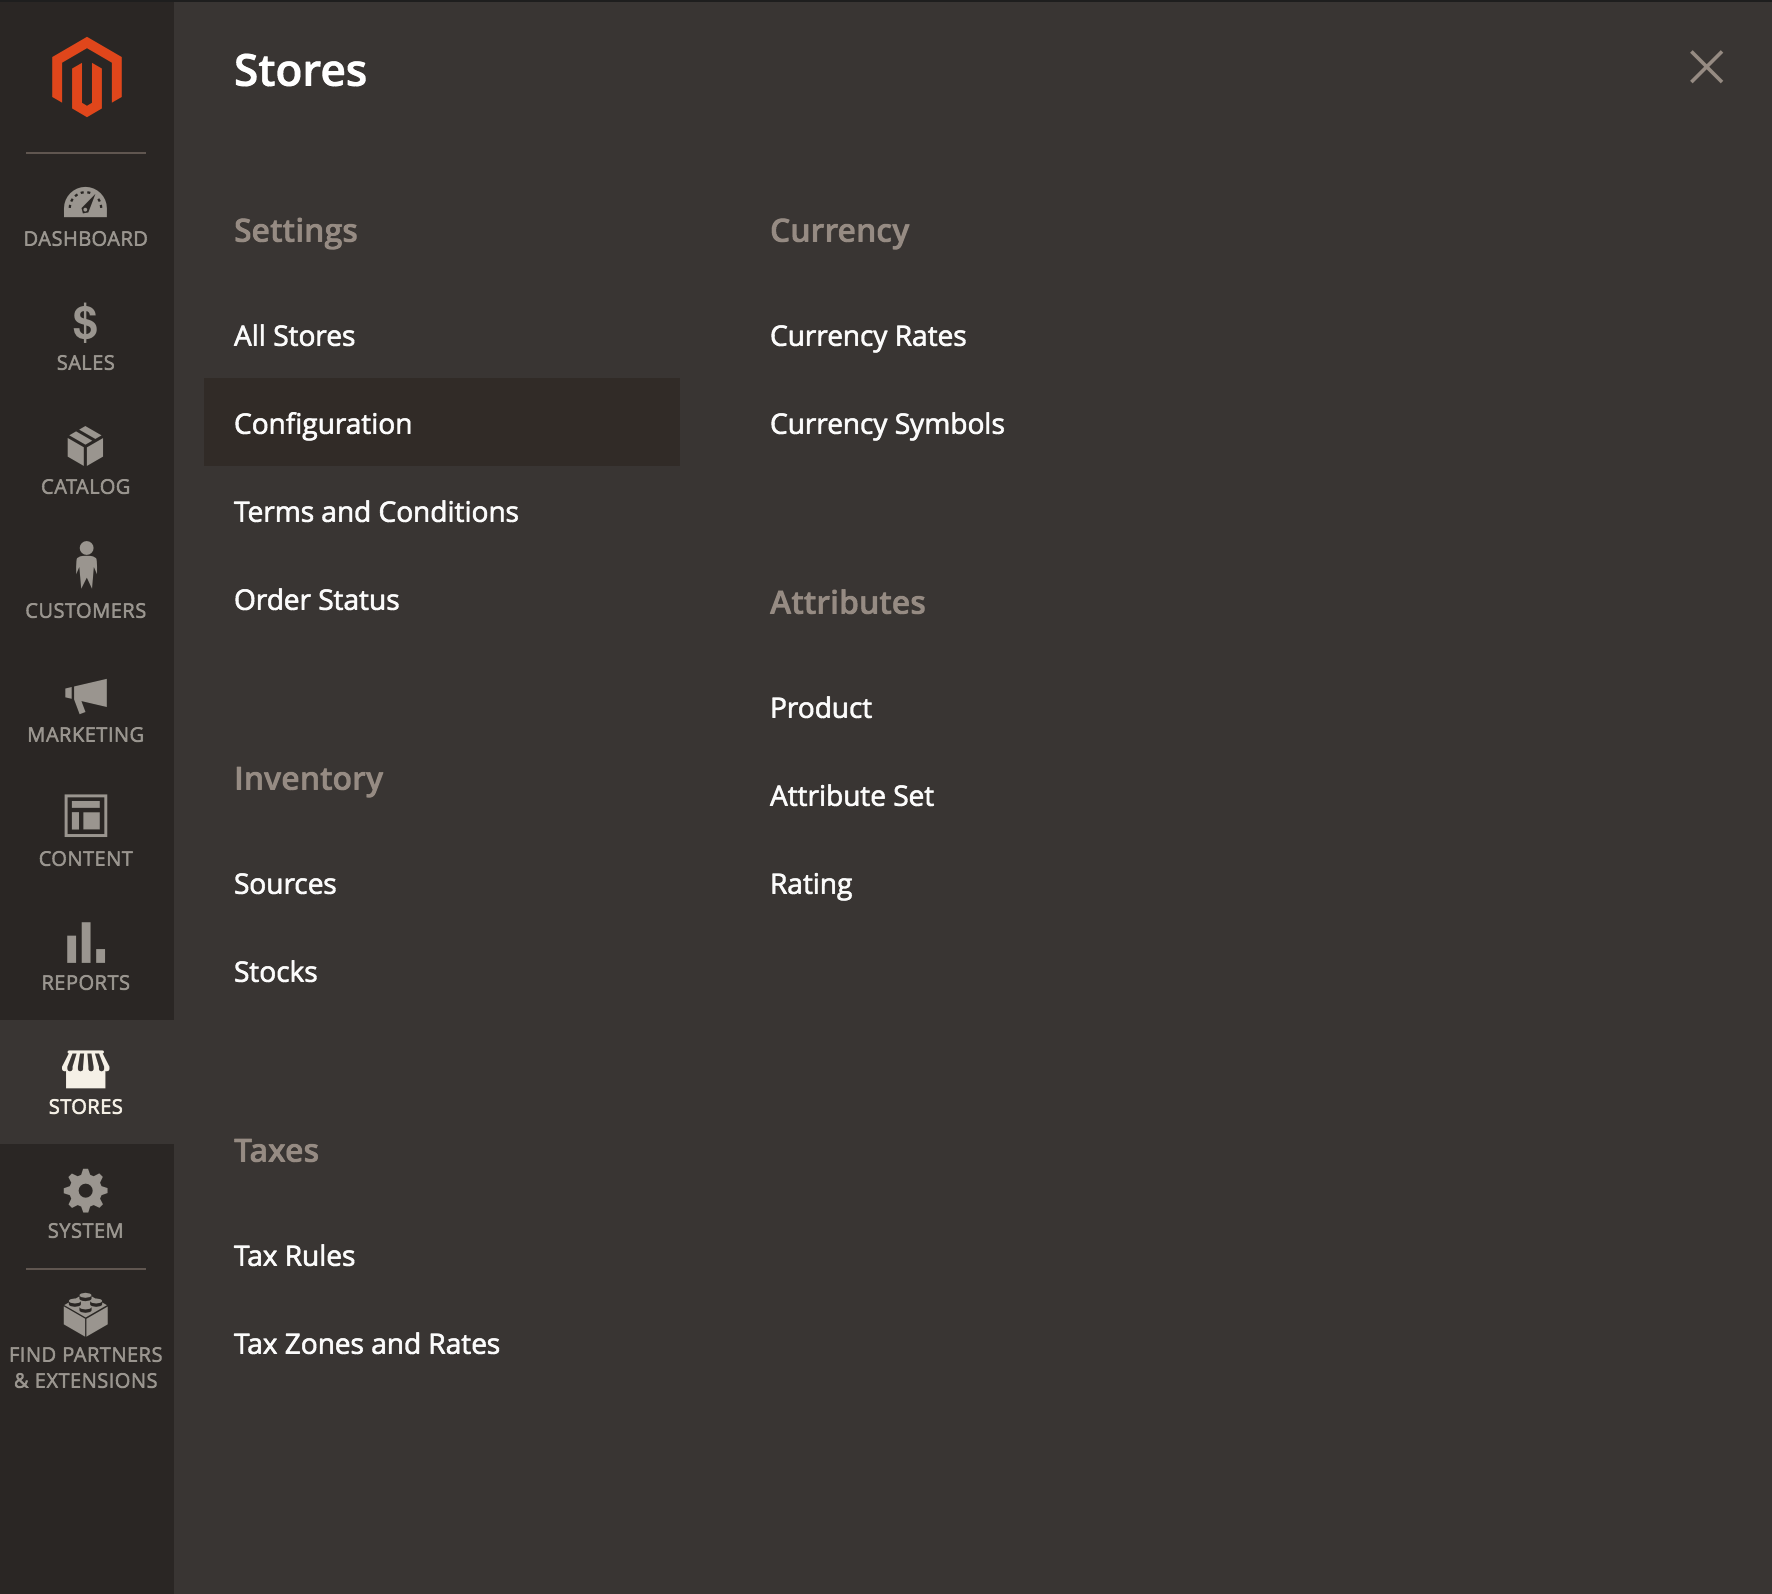 DASHBOARD
SALES
CATALOG
CUSTOMERS
MARKETING
CONTENT
REPORTS
STORES
SYSTEM
FIND PARTNERS
& EXTENSIONS
Stores
Settings
All Stores
Configuration
Terms and Conditions
Order Status
Inventory
Sources
Stocks
Taxes
Tax Rules
Tax Zones and Rates
Currency
Currency Rates
Currency Symbols
Attributes
Product
Attribute Set
Rating